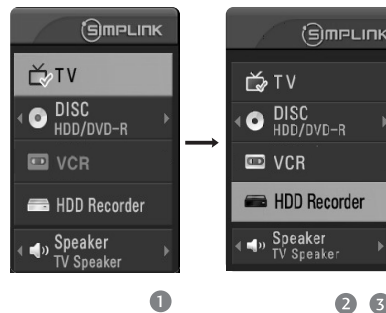 SIMPLINK
TV
DISC
HDD/DVD-R
VCR
HDD Recorder
Speaker
TV Speaker
1
SIMPLINK
TV
DISC
HDD/DVD-R
VCR
HDD Recorder
Speaker
TV Speaker
2 3